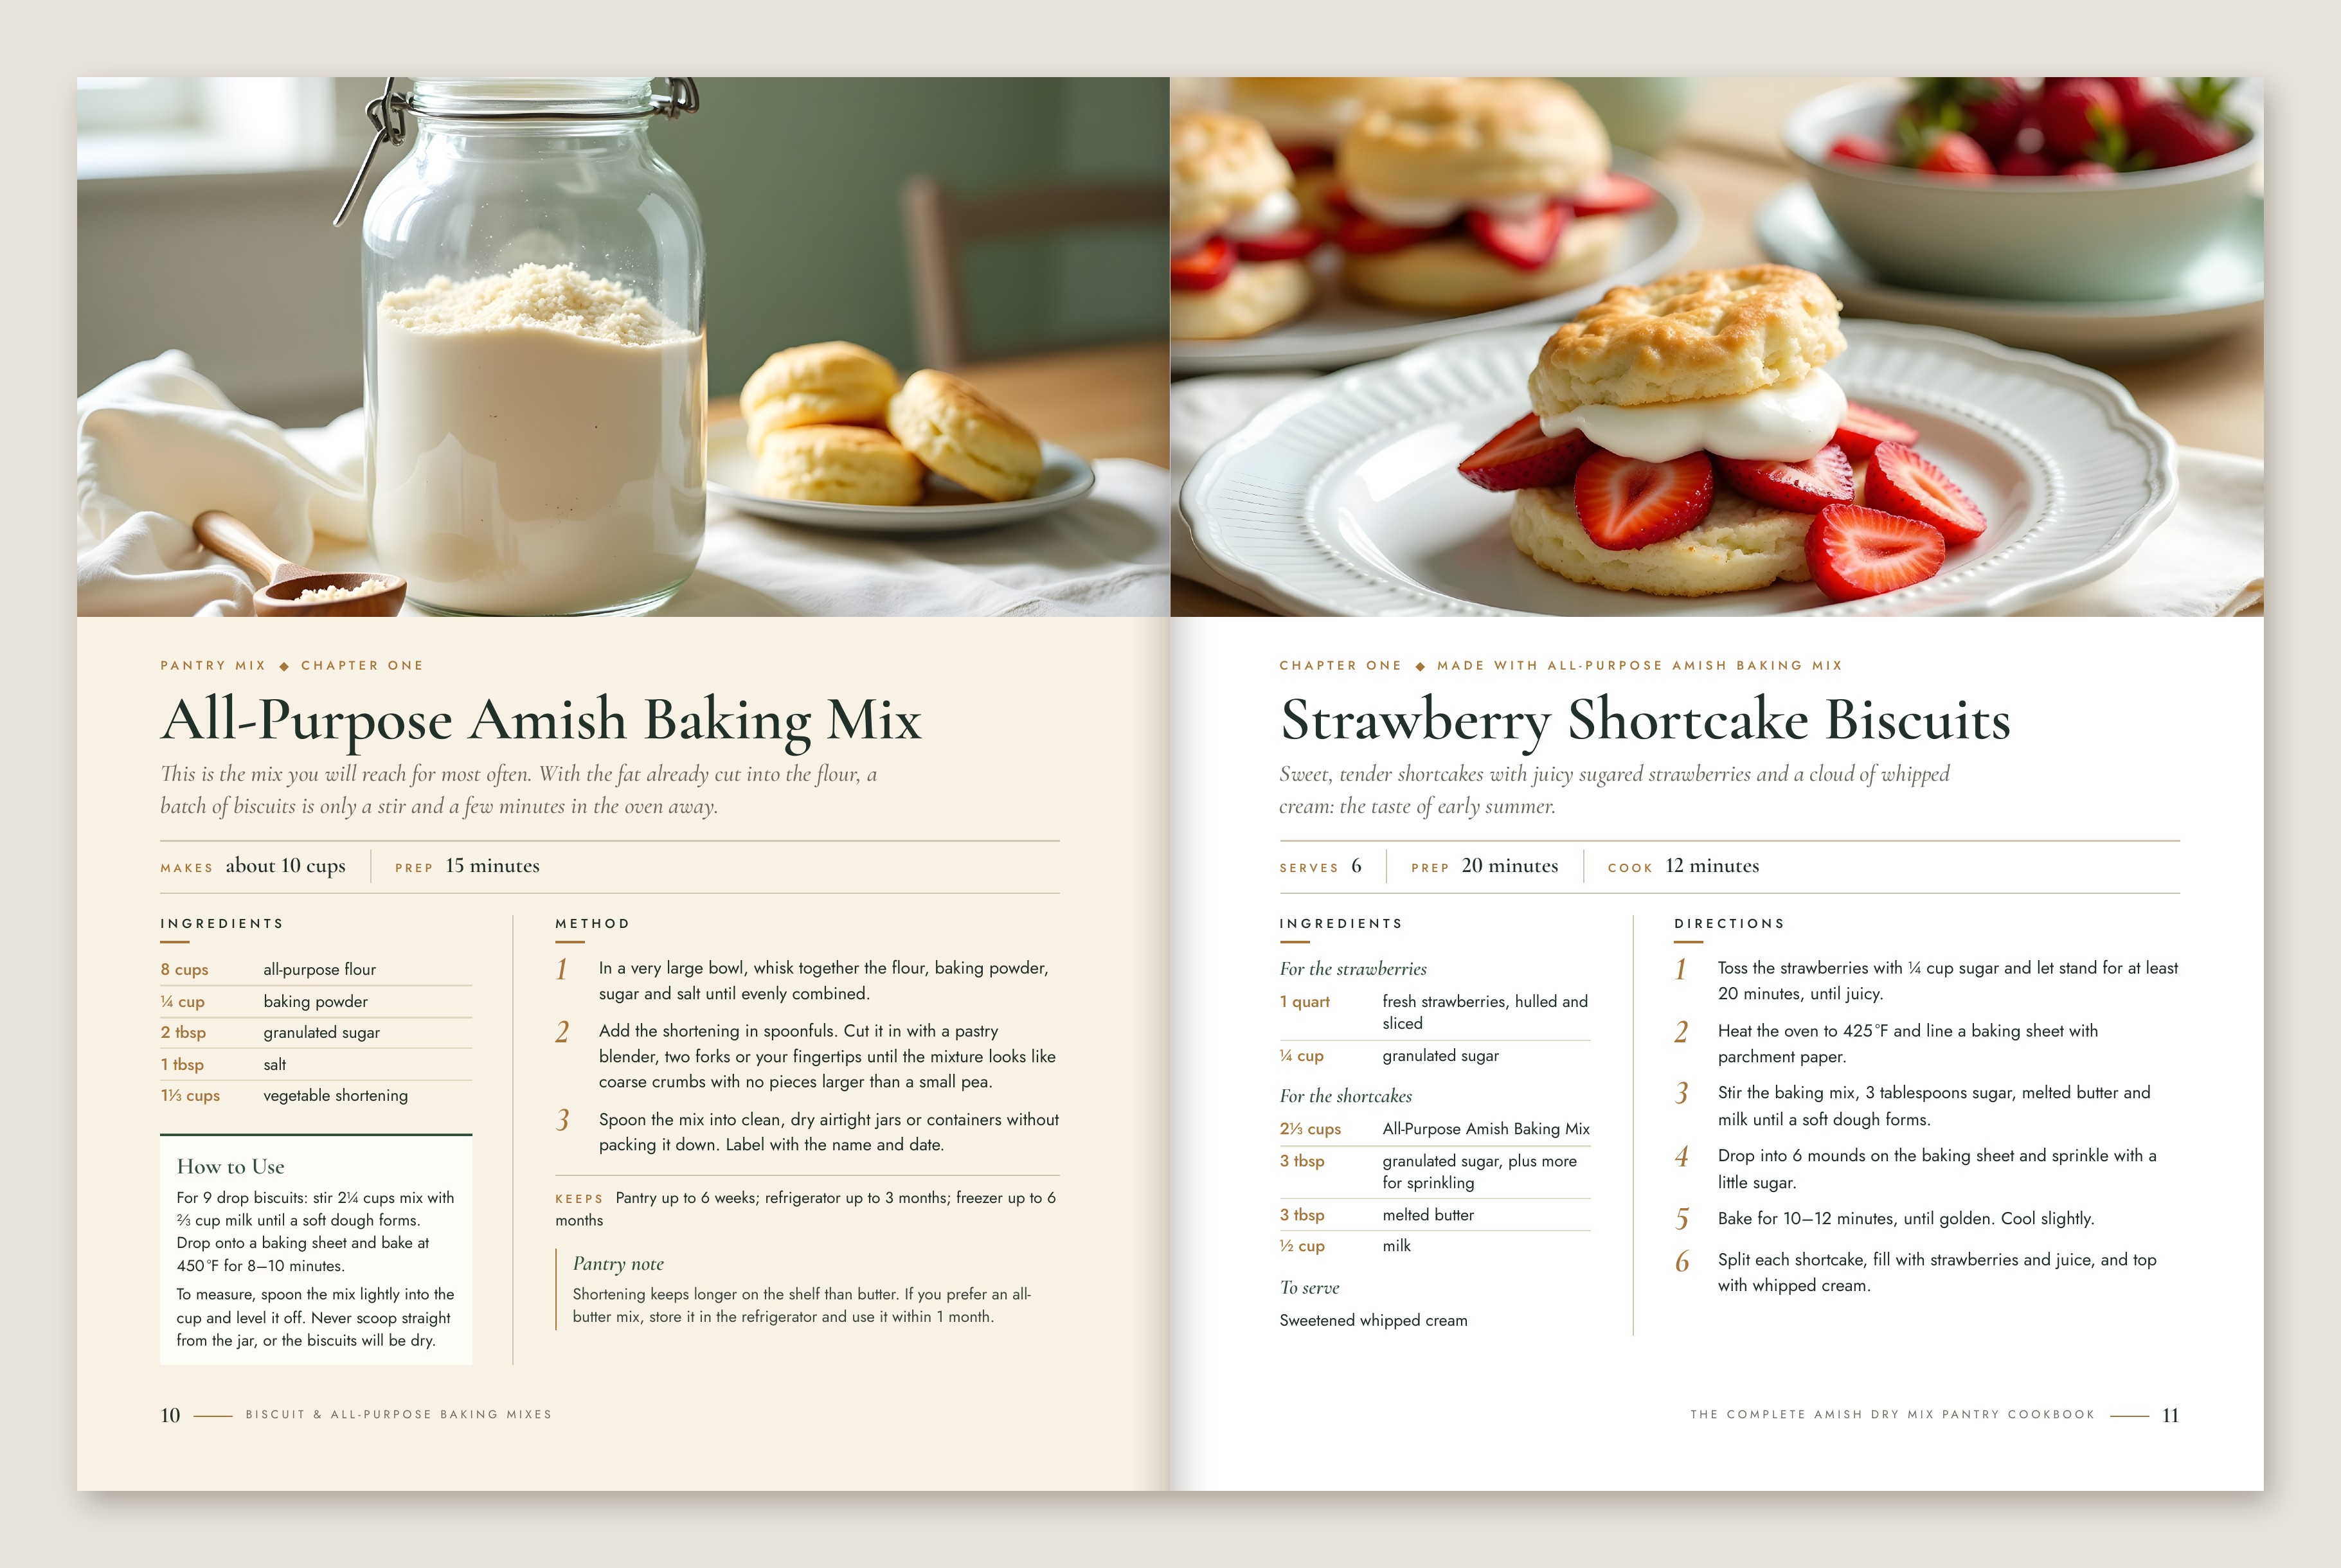 PANTRY MIX ◆ CHAPTER ONE
All-Purpose Amish Baking Mix
This is the mix you will reach for most often. With the fat already cut into the flour, a
batch of biscuits is only a stir and a few minutes in the oven away.
MAKES about 10 cups PREP 15 minutes
INGREDIENTS
8 cups all-purpose flour
¼ cup baking powder
2 tbsp granulated sugar
1 tbsp salt
1⅓ cups vegetable shortening
How to Use
For 9 drop biscuits: stir 2¼ cups mix with
⅔ cup milk until a soft dough forms.
Drop onto a baking sheet and bake at
450°F for 8–10 minutes.
To measure, spoon the mix lightly into the
cup and level it off. Never scoop straight
from the jar, or the biscuits will be dry.
METHOD
1 In a very large bowl, whisk together the flour, baking powder,
sugar and salt until evenly combined.
2 Add the shortening in spoonfuls. Cut it in with a pastry
blender, two forks or your fingertips until the mixture looks like
coarse crumbs with no pieces larger than a small pea.
3 Spoon the mix into clean, dry airtight jars or containers without
packing it down. Label with the name and date.
KEEPS Pantry up to 6 weeks; refrigerator up to 3 months; freezer up to 6
months
Pantry note
Shortening keeps longer on the shelf than butter. If you prefer an all-
butter mix, store it in the refrigerator and use it within 1 month.
10 BISCUIT & ALL-PURPOSE BAKING MIXES
CHAPTER ONE ◆ MADE WITH ALL-PURPOSE AMISH BAKING MIX
Strawberry Shortcake Biscuits
Sweet, tender shortcakes with juicy sugared strawberries and a cloud of whipped
cream: the taste of early summer.
SERVES 6 PREP 20 minutes COOK 12 minutes
INGREDIENTS
For the strawberries
1 quart fresh strawberries, hulled and
sliced
¼ cup granulated sugar
For the shortcakes
2⅓ cups All-Purpose Amish Baking Mix
3 tbsp granulated sugar, plus more
for sprinkling
3 tbsp melted butter
½ cup milk
To serve
Sweetened whipped cream
DIRECTIONS
1 Toss the strawberries with ¼ cup sugar and let stand for at least
20 minutes, until juicy.
2 Heat the oven to 425°F and line a baking sheet with
parchment paper.
3 Stir the baking mix, 3 tablespoons sugar, melted butter and
milk until a soft dough forms.
4 Drop into 6 mounds on the baking sheet and sprinkle with a
little sugar.
5 Bake for 10–12 minutes, until golden. Cool slightly.
6 Split each shortcake, fill with strawberries and juice, and top
with whipped cream.
THE COMPLETE AMISH DRY MIX PANTRY COOKBOOK 11